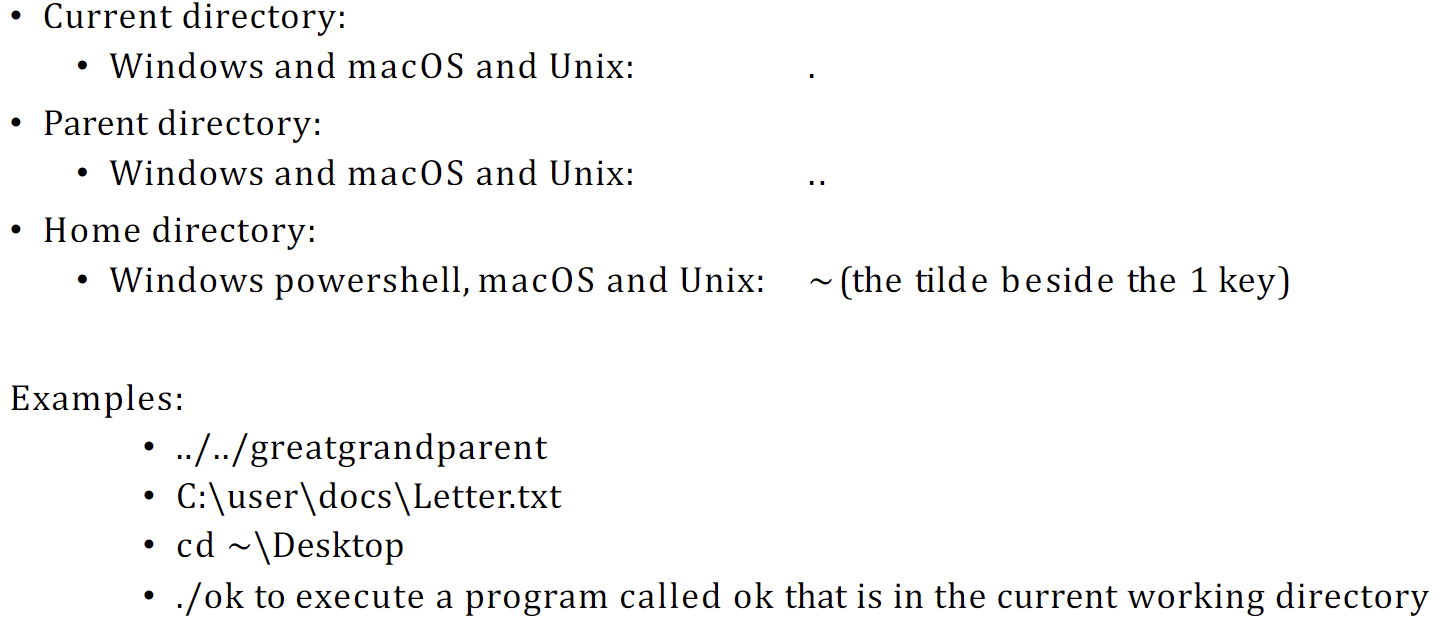 • Current directory:
• Windows and macOS and Unix: .
• Parent directory:
• Windows and macOS and Unix: ..
• Home directory:
• Windows powershell, macOS and Unix: ~ (the tilde beside the 1 key)
Examples:
• ../../greatgrandparent
• C:\user\docs\Letter.txt
• cd ~\Desktop
• ./ok to execute a program called ok that is in the current working directory